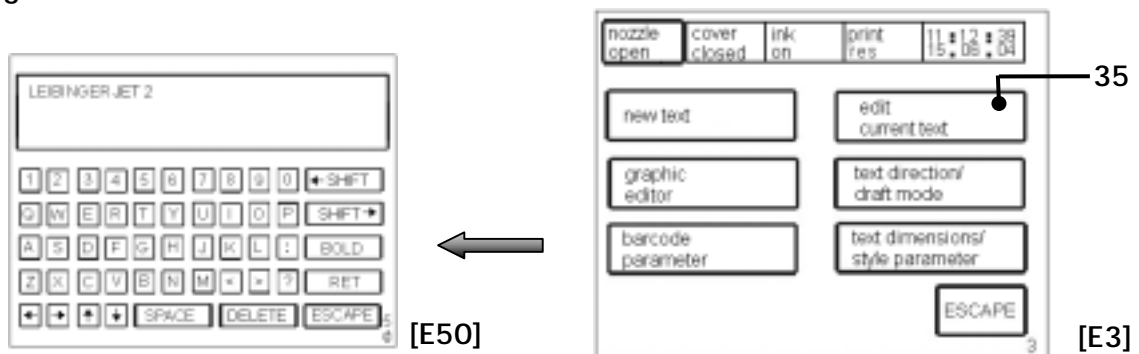 LEIBINGER JET 2
1 2 3 4 5 6 7 8 9 0 ←SHIFT
Q W E R T Y U I O P SHIFT→
A S D F G H J K L : BOLD
Z X C V B N M < > ? RET
← → ↑ ↓ SPACE DELETE ESCAPE
[E50]
nozzle open
cover closed
ink on
print res
11:12:39
15.06.04
35
new text
edit current text
graphic editor
text direction/
draft mode
barcode parameter
text dimensions/
style parameter
ESCAPE
3
[E3]